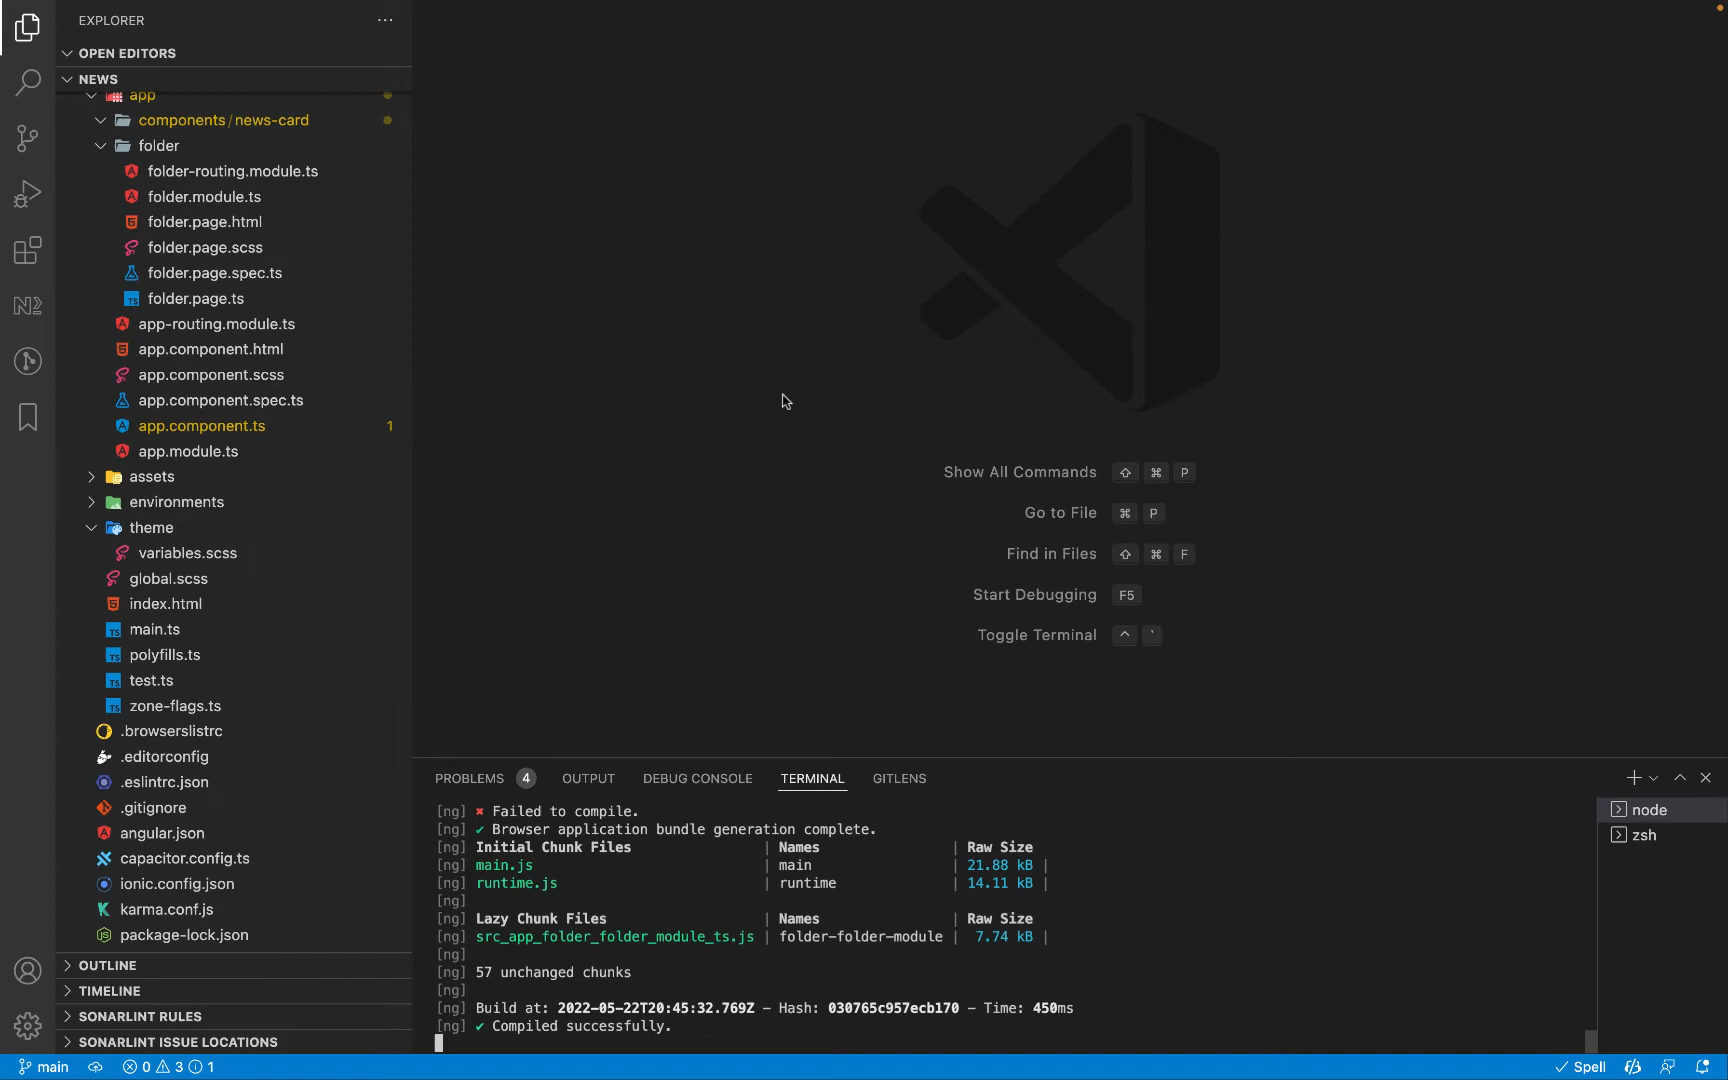 EXPLORER
OPEN EDITORS
NEWS
app
components / news-card
folder
folder-routing.module.ts
folder.module.ts
folder.page.html
folder.page.scss
folder.page.spec.ts
folder.page.ts
app-routing.module.ts
app.component.html
app.component.scss
app.component.spec.ts
app.component.ts 1
app.module.ts
assets
environments
theme
variables.scss
global.scss
index.html
main.ts
polyfills.ts
test.ts
zone-flags.ts
.browserslistrc
.editorconfig
.eslintrc.json
.gitignore
angular.json
capacitor.config.ts
ionic.config.json
karma.conf.js
package-lock.json
OUTLINE
TIMELINE
SONARLINT RULES
SONARLINT ISSUE LOCATIONS
Show All Commands ⇧ ⌘ P
Go to File ⌘ P
Find in Files ⇧ ⌘ F
Start Debugging F5
Toggle Terminal ^ `
PROBLEMS 4 OUTPUT DEBUG CONSOLE TERMINAL GITLENS
[ng] ✖ Failed to compile.
[ng] ✔ Browser application bundle generation complete.
[ng] Initial Chunk Files | Names | Raw Size
[ng] main.js | main | 21.88 kB |
[ng] runtime.js | runtime | 14.11 kB |
[ng]
[ng] Lazy Chunk Files | Names | Raw Size
[ng] src_app_folder_folder_module_ts.js | folder-folder-module | 7.74 kB |
[ng]
[ng] 57 unchanged chunks
[ng]
[ng] Build at: 2022-05-22T20:45:32.769Z - Hash: 030765c957ecb170 - Time: 450ms
[ng] ✔ Compiled successfully.
node
zsh
main 0 3 1
Spell